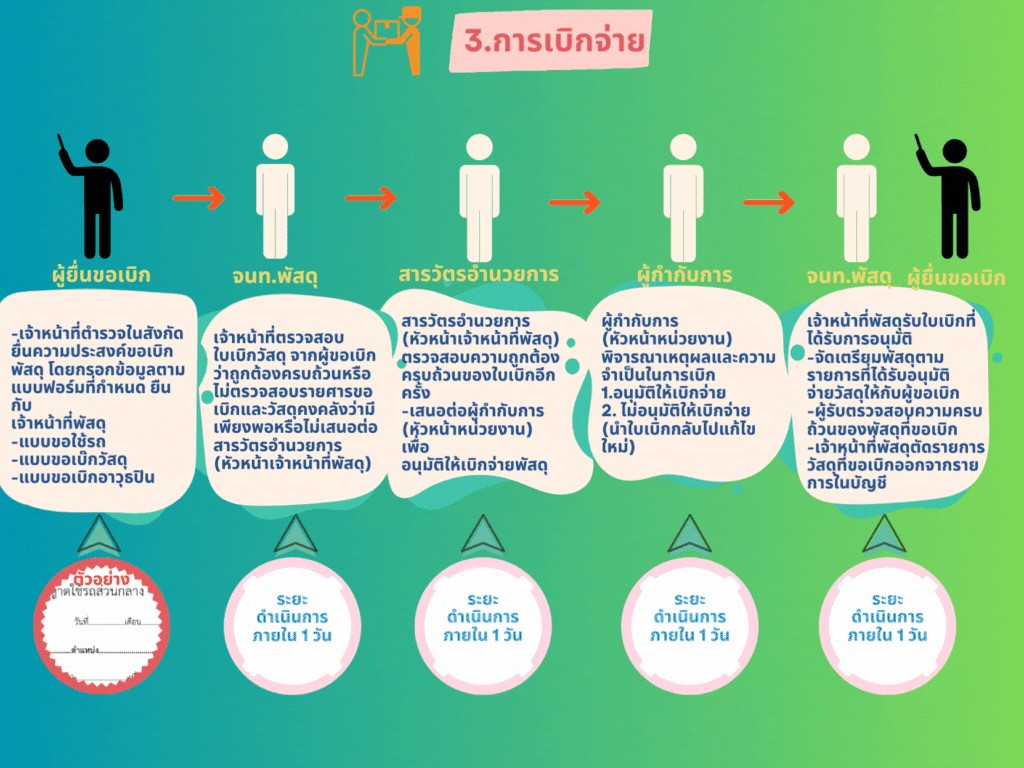 3.การเบิกจ่าย
ผู้ยื่นขอเบิก
-เจ้าหน้าที่ตำรวจในสังกัด
ยื่นความประสงค์ขอเบิก
พัสดุ โดยกรอกข้อมูลตาม
แบบฟอร์มที่กำหนด ยืน
กับ
เจ้าหน้าที่พัสดุ
-แบบขอใช้รถ
-แบบขอเบิกวัสดุ
-แบบขอเบิกอาวุธปืน
ตัวอย่าง
ญาตใช้รถส่วนกลาง
วันที่..................เดือน.......
........ตำแหน่ง..............................
จนท.พัสดุ
เจ้าหน้าที่ตรวจสอบ
ใบเบิกวัสดุ จากผู้ขอเบิก
ว่าถูกต้องครบถ้วนหรือ
ไม่ตรวจสอบรายศารขอ
เบิกและวัสดุคงคลังว่ามี
เพียงพอหรือไม่เสนอต่อ
สารวัตรอำนวยการ
(หัวหน้าเจ้าหน้าที่พัสดุ)
ระยะ
ดำเนินการ
ภายใน 1 วัน
สารวัตรอำนวยการ
สารวัตรอำนวยการ
(หัวหน้าเจ้าหน้าที่พัสดุ)
ตรวจสอบความถูกต้อง
ครบถ้วนของใบเบิกอีก
ครั้ง
-เสนอต่อผู้กำกับการ
(หัวหน้าหน่วยงาน)
เพื่อ
อนุมัติให้เบิกจ่ายพัสดุ
ระยะ
ดำเนินการ
ภายใน 1 วัน
ผู้กำกับการ
ผู้กำกับการ
(หัวหน้าหน่วยงาน)
พิจารณาเหตุผลและความ
จำเป็นในการเบิก
1.อนุมัติให้เบิกจ่าย
2. ไม่อนุมัติให้เบิกจ่าย
(นำใบเบิกกลับไปแก้ไข
ใหม่)
ระยะ
ดำเนินการ
ภายใน 1 วัน
จนท.พัสดุ ผู้ยื่นขอเบิก
เจ้าหน้าที่พัสดุรับใบเบิกที่
ได้รับการอนุมัติ
-จัดเตรียมพัสดุตาม
รายการที่ได้รับอนุมัติ
จ่ายวัสดุให้กับผู้ขอเบิก
-ผู้รับตรวจสอบความครบ
ถ้วนของพัสดุที่ขอเบิก
-เจ้าหน้าที่พัสดุตัดรายการ
วัสดุที่ขอเบิกออกจากราย
การในบัญชี
ระยะ
ดำเนินการ
ภายใน 1 วัน